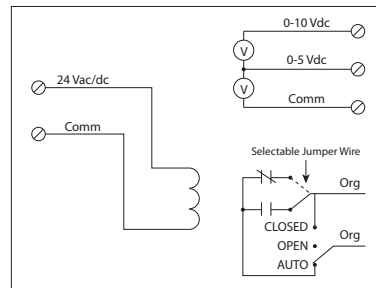 0-10 Vdc
V
24 Vac/dc
0-5 Vdc
V
Comm
Comm
Selectable Jumper Wire
Org
CLOSED
Org
OPEN
AUTO